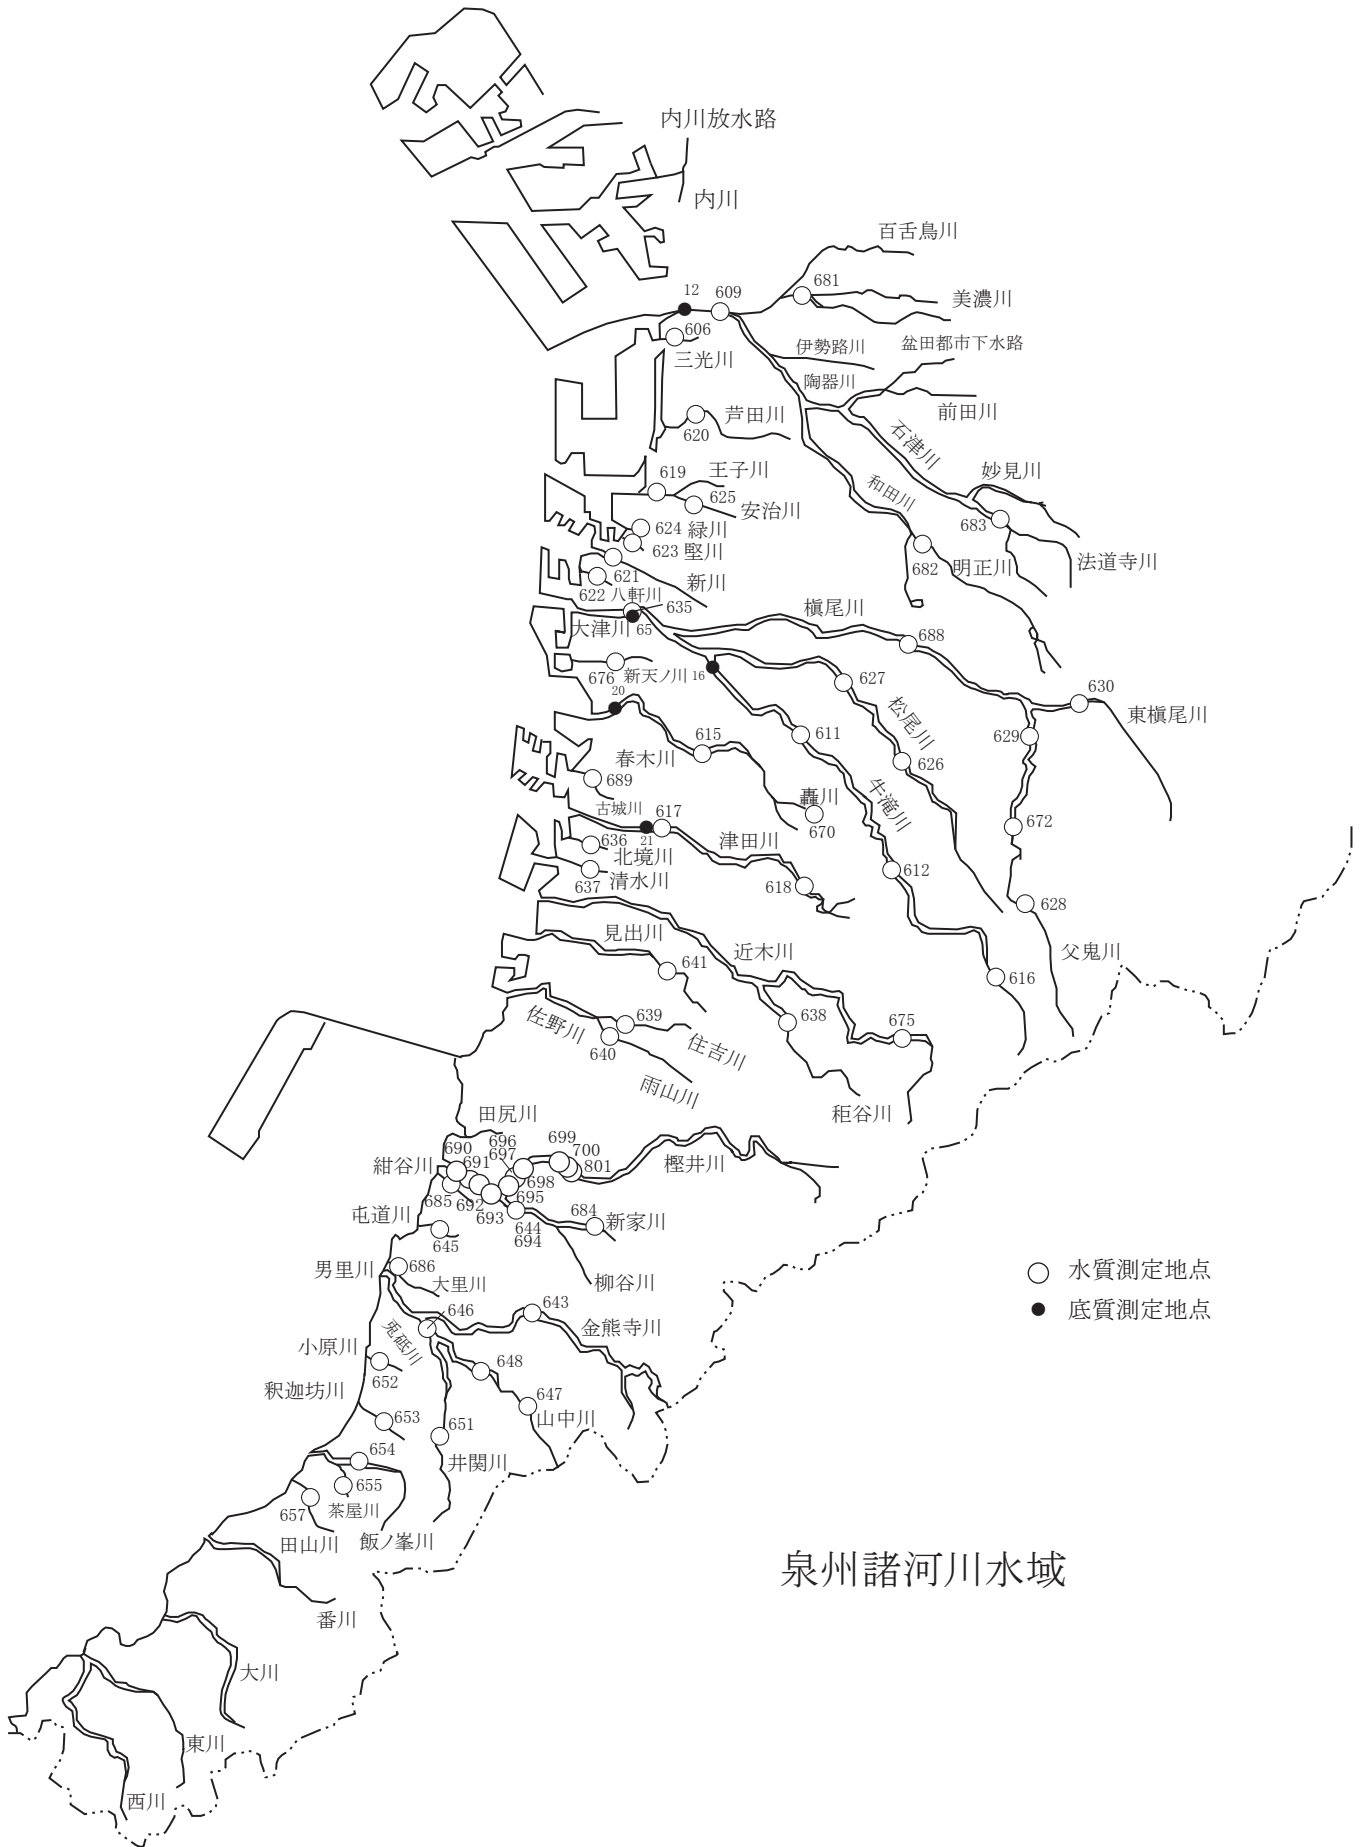 内川放水路
内川
百舌鳥川
681
美濃川
12
609
606
三光川
伊勢路川
盆田都市下水路
陶器川
前田川
芦田川
620
石津川
妙見川
王子川
619
625
安治川
和田川
683
624
緑川
623
堅川
682
明正川
法道寺川
621
新川
622
八軒川
635
槇尾川
大津川
65
688
676
新天ノ川
16
627
630
20
松尾川
東槇尾川
629
611
615
春木川
626
689
牛滝川
轟川
670
古城川
617
672
21
636
北境川
津田川
637
清水川
618
612
628
見出川
近木川
父鬼川
641
616
佐野川
639
638
675
640
住吉川
雨山川
秬谷川
田尻川
696
699
700
690
697
801
樫井川
691
紺谷川
698
685
692
695
693
屯道川
644
694
684
新家川
645
男里川
686
大里川
柳谷川
水質測定地点
底質測定地点
646
643
金熊寺川
兎砥川
小原川
652
648
釈迦坊川
647
653
651
山中川
654
井関川
655
657
茶屋川
田山川
飯ノ峯川
泉州諸河川水域
番川
大川
東川
西川